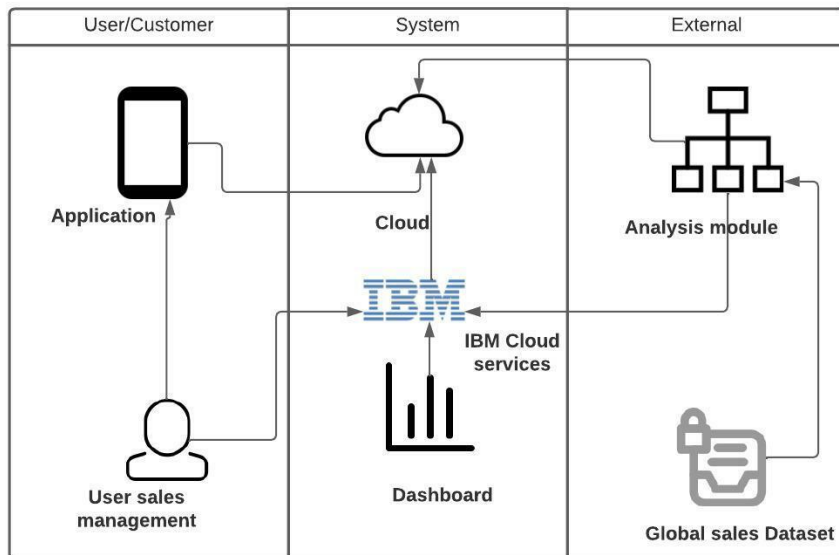 User/Customer
System
External
Application
Cloud
Analysis module
IBM
IBM Cloud
services
User sales
management
Dashboard
Global sales Dataset